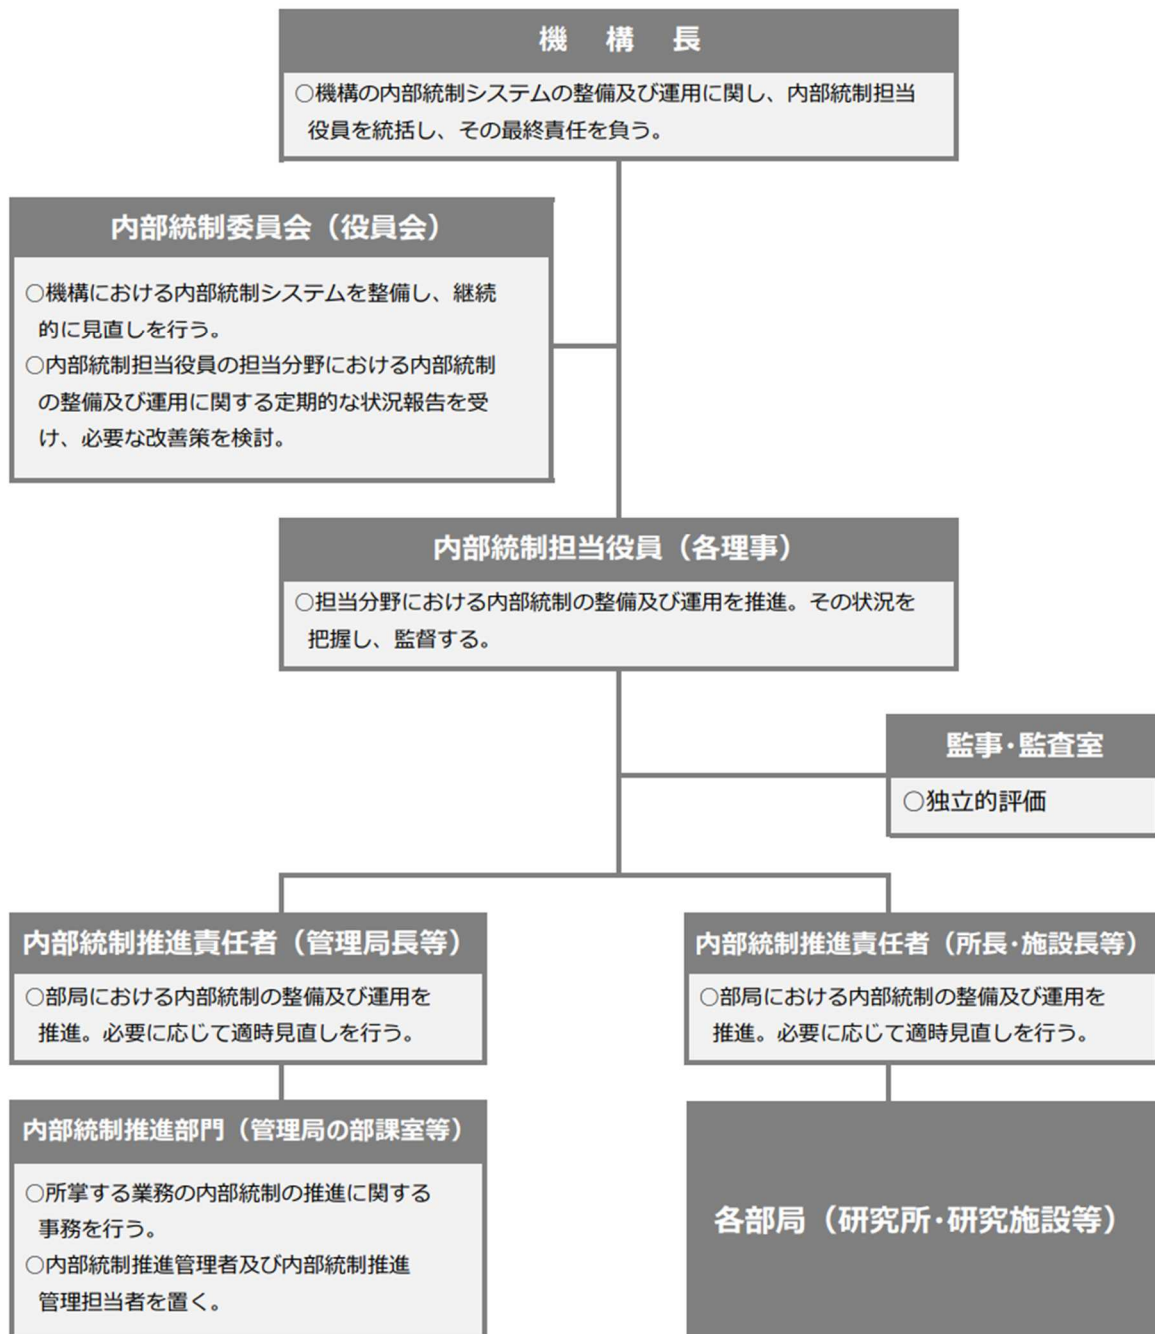 機 構 長
○機構の内部統制システムの整備及び運用に関し、内部統制担当
役員を統括し、その最終責任を負う。
内部統制委員会（役員会）
○機構における内部統制システムを整備し、継続
的に見直しを行う。
○内部統制担当役員の担当分野における内部統制
の整備及び運用に関する定期的な状況報告を受
け、必要な改善策を検討。
内部統制担当役員（各理事）
○担当分野における内部統制の整備及び運用を推進。その状況を
把握し、監督する。
監事･監査室
○独立的評価
内部統制推進責任者（管理局長等）
○部局における内部統制の整備及び運用を
推進。必要に応じて適時見直しを行う。
内部統制推進責任者（所長･施設長等）
○部局における内部統制の整備及び運用を
推進。必要に応じて適時見直しを行う。
内部統制推進部門（管理局の部課室等）
○所掌する業務の内部統制の推進に関する
事務を行う。
○内部統制推進管理者及び内部統制推進
管理担当者を置く。
各部局（研究所･研究施設等）